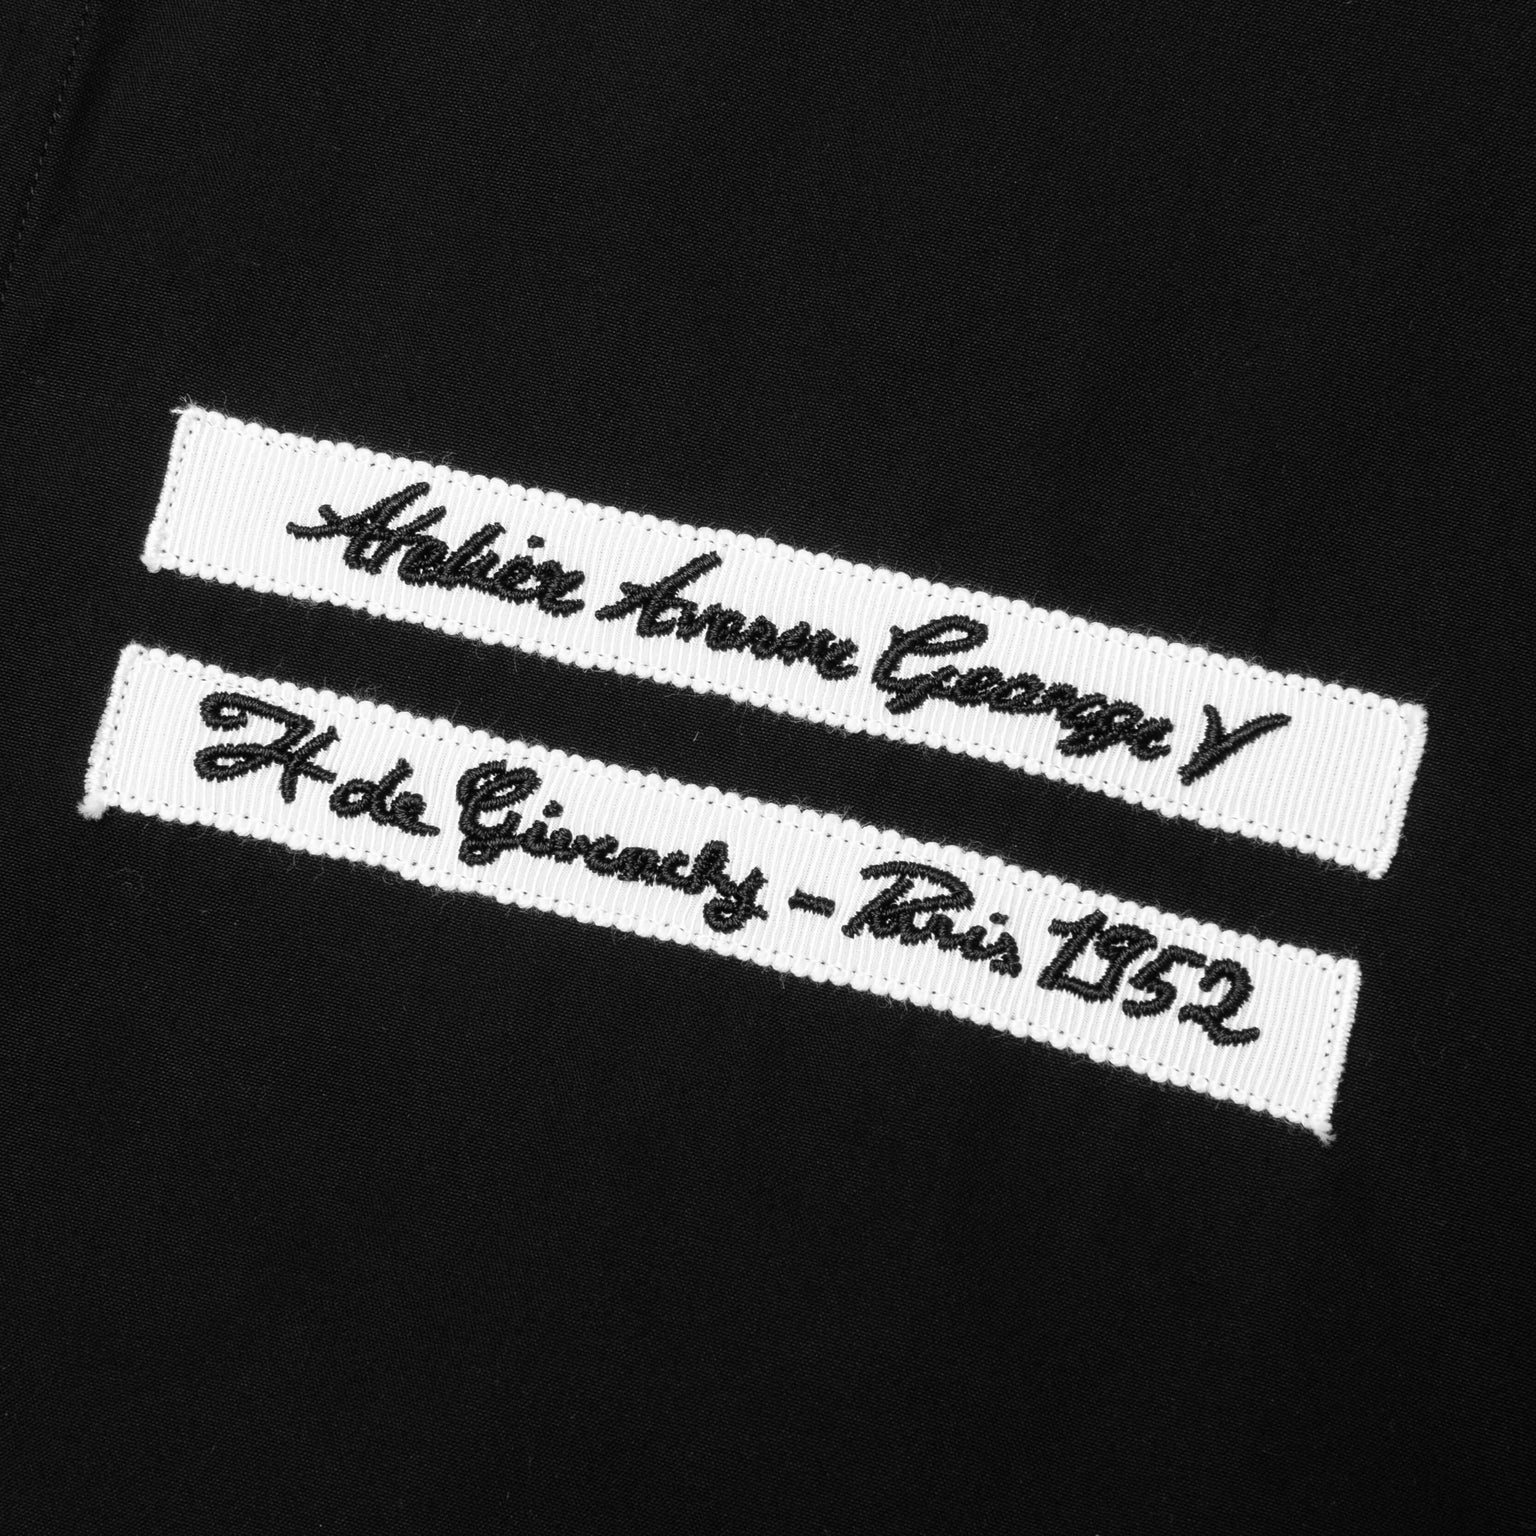 Atelier Avenue George V
H de Givenchy - Paris 1952